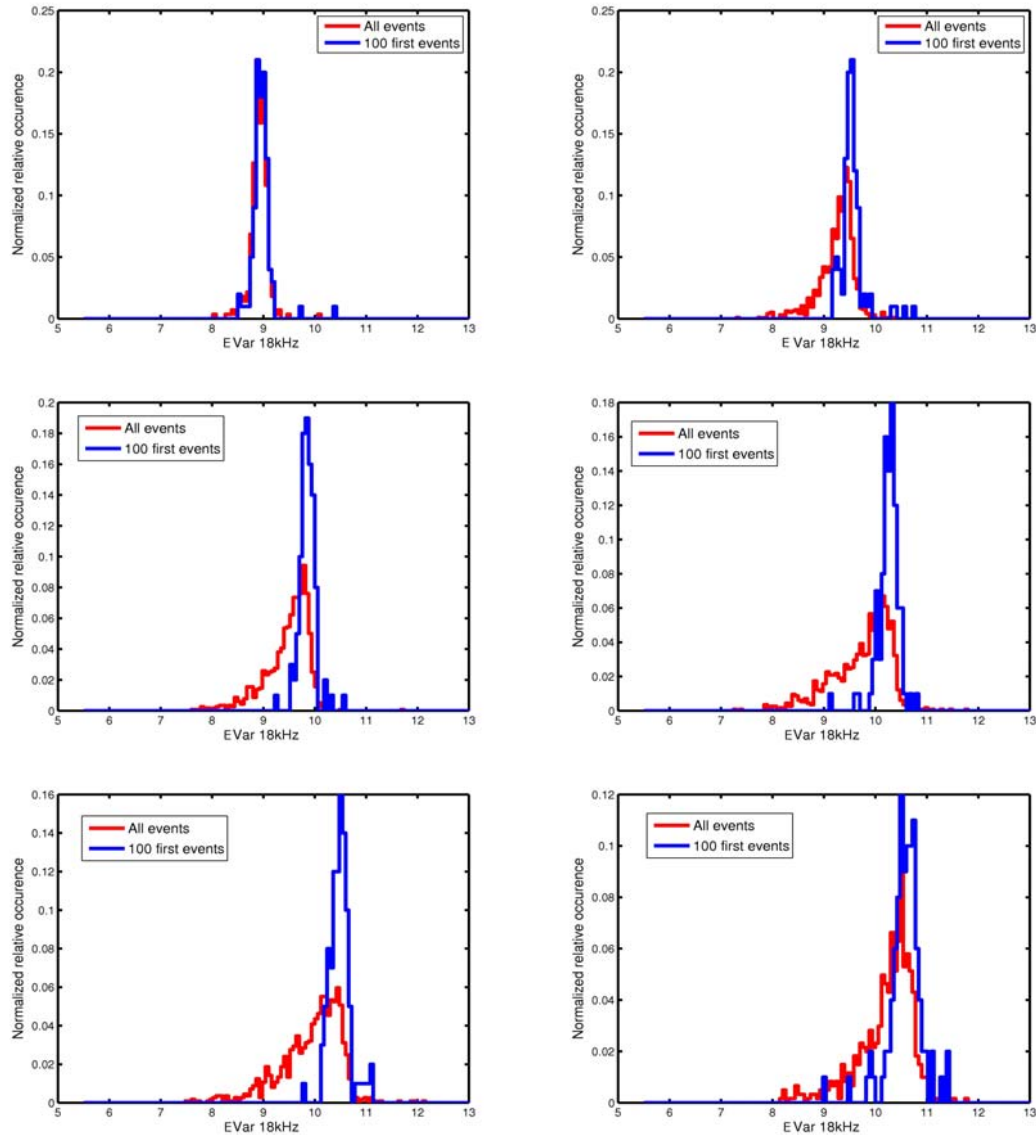 0.25
0.2
0.15
0.1
0.05
0
Normalized relative occurence
All events
100 first events
5 6 7 8 9 10 11 12 13
EVar 18kHz
0.25
0.2
0.15
0.1
0.05
0
Normalized relative occurence
All events
100 first events
5 6 7 8 9 10 11 12 13
EVar 18kHz
0.2
0.18
0.16
0.14
0.12
0.1
0.08
0.06
0.04
0.02
0
Normalized relative occurence
All events
100 first events
5 6 7 8 9 10 11 12 13
EVar 18kHz
0.18
0.16
0.14
0.12
0.1
0.08
0.06
0.04
0.02
0
Normalized relative occurence
All events
100 first events
5 6 7 8 9 10 11 12 13
EVar 18kHz
0.16
0.14
0.12
0.1
0.08
0.06
0.04
0.02
0
Normalized relative occurence
All events
100 first events
5 6 7 8 9 10 11 12 13
EVar 18kHz
0.12
0.1
0.08
0.06
0.04
0.02
0
Normalized relative occurence
All events
100 first events
5 6 7 8 9 10 11 12 13
EVar 18kHz